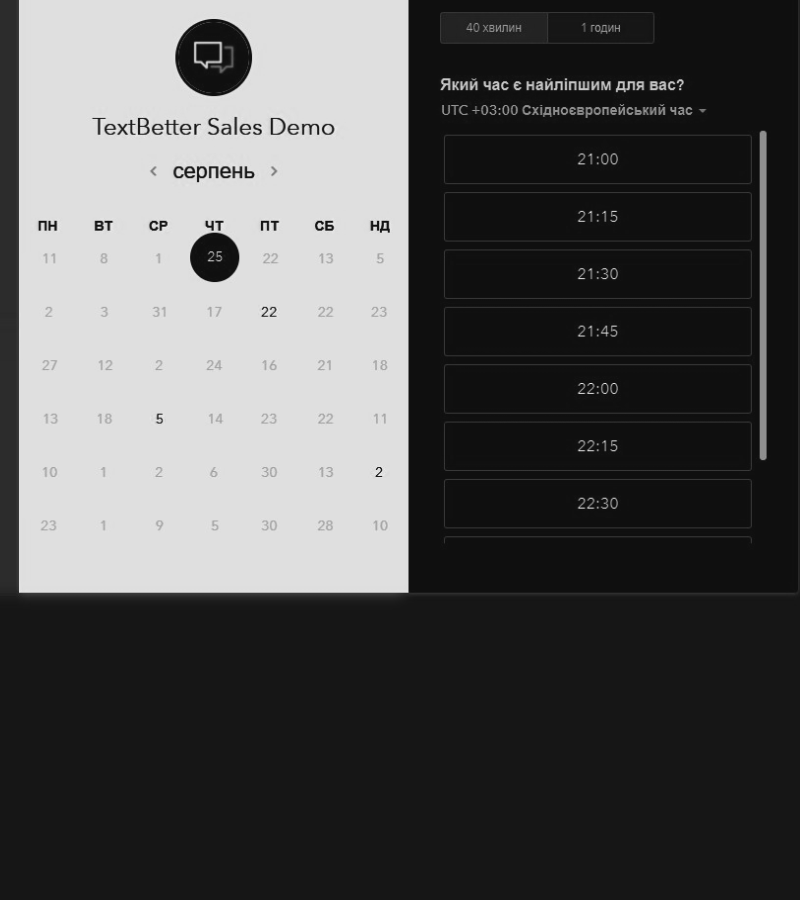 TextBetter Sales Demo
серпень
ПН ВТ СР ЧТ ПТ СБ НД
11 8 1 25 22 13 5
2 3 31 17 22 22 23
27 12 2 24 16 21 18
13 18 5 14 23 22 11
10 1 2 6 30 13 2
23 1 9 5 30 28 10
40 хвилин
1 годин
Який час є найліпшим для вас?
UTC +03:00 Східноєвропейський час
21:00
21:15
21:30
21:45
22:00
22:15
22:30